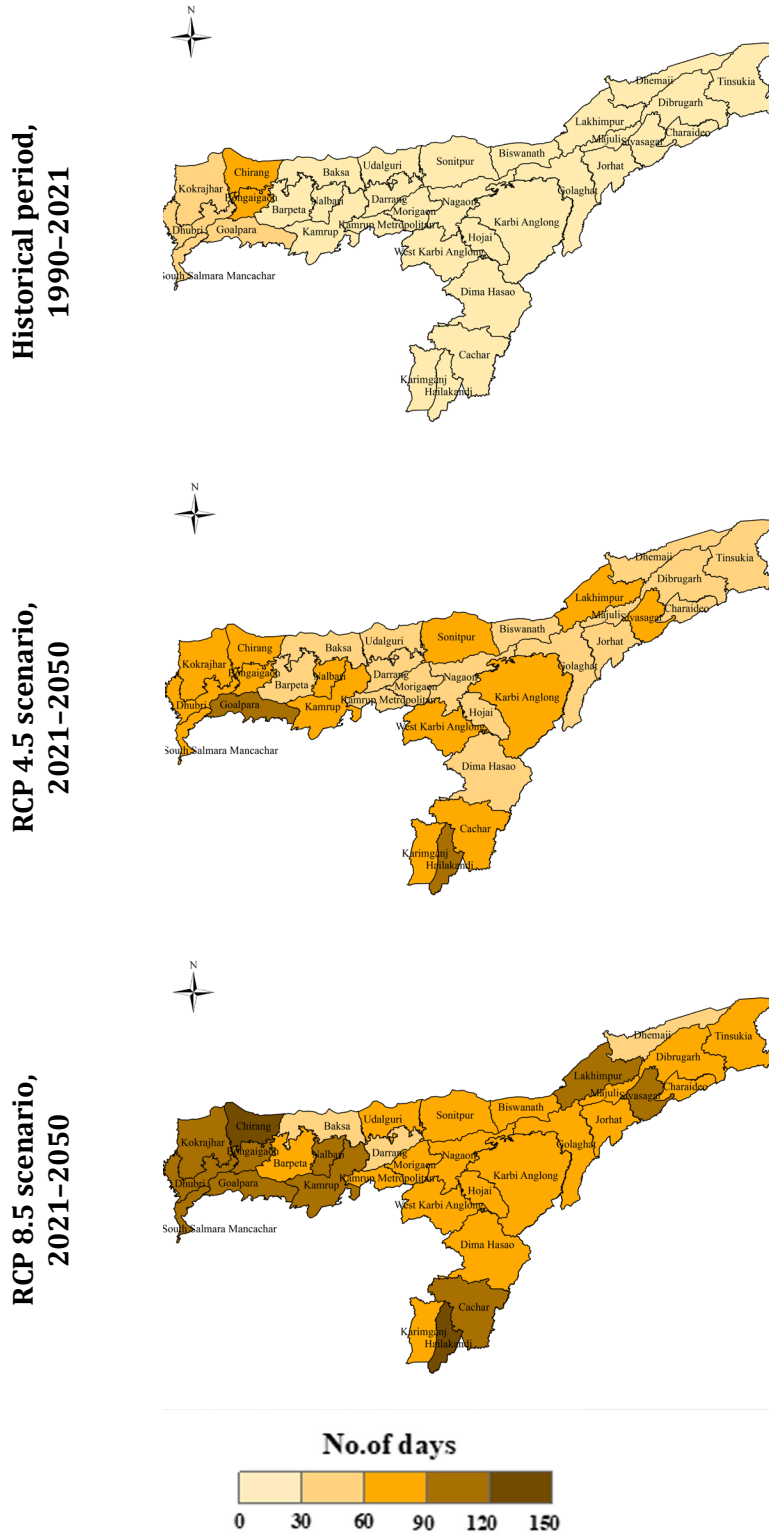 N
Historical period,
1990–2021
Dhemaji
Tinsukia
Dibrugarh
Lakhimpur
Majulis
Sivasagar
Charaideo
Biswanath
Sonitpur
Udalguri
Baksa
Chirang
Kokrajhar
Jorhat
Golaghat
Bongaigaon
Barpeta
Nalbari
Darrang
Morigaon
Nagaon
Karbi Anglong
Dhubri
Goalpara
Kamrup
Kamrup Metropolitan
Hojai
West Karbi Anglong
South Salmara Mancachar
Dima Hasao
Cachar
Karimganj
Hailakandi
N
RCP 4.5 scenario,
2021–2050
Dhemaji
Tinsukia
Dibrugarh
Lakhimpur
Majulis
Sivasagar
Charaideo
Biswanath
Sonitpur
Udalguri
Baksa
Chirang
Kokrajhar
Jorhat
Golaghat
Bongaigaon
Barpeta
Nalbari
Darrang
Morigaon
Nagaon
Karbi Anglong
Dhubri
Goalpara
Kamrup
Kamrup Metropolitan
Hojai
West Karbi Anglong
South Salmara Mancachar
Dima Hasao
Cachar
Karimganj
Hailakandi
N
RCP 8.5 scenario,
2021–2050
Dhemaji
Tinsukia
Dibrugarh
Lakhimpur
Majulis
Sivasagar
Charaideo
Biswanath
Sonitpur
Udalguri
Baksa
Chirang
Kokrajhar
Jorhat
Golaghat
Bongaigaon
Barpeta
Nalbari
Darrang
Morigaon
Nagaon
Karbi Anglong
Dhubri
Goalpara
Kamrup
Kamrup Metropolitan
Hojai
West Karbi Anglong
South Salmara Mancachar
Dima Hasao
Cachar
Karimganj
Hailakandi
No.of days
0 30 60 90 120 150